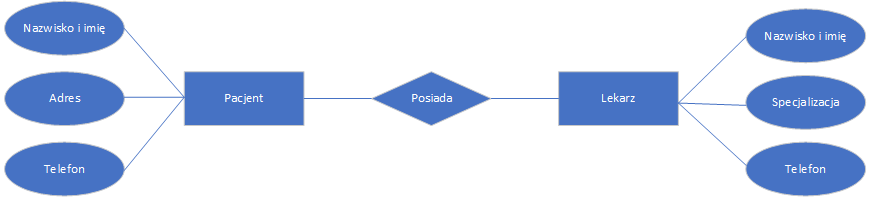 Nazwisko i imię
Adres
Telefon
Pacjent
Posiada
Lekarz
Nazwisko i imię
Specjalizacja
Telefon